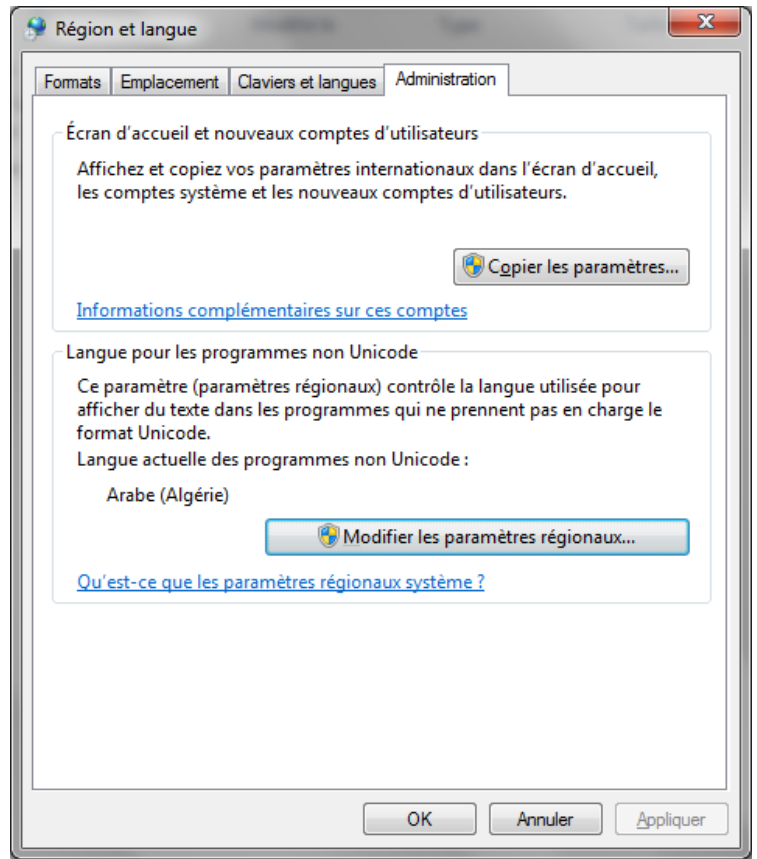 Région et langue
Formats Emplacement Claviers et langues Administration
Écran d'accueil et nouveaux comptes d'utilisateurs
Affichez et copiez vos paramètres internationaux dans l'écran d'accueil,
les comptes système et les nouveaux comptes d'utilisateurs.
Copier les paramètres...
Informations complémentaires sur ces comptes
Langue pour les programmes non Unicode
Ce paramètre (paramètres régionaux) contrôle la langue utilisée pour
afficher du texte dans les programmes qui ne prennent pas en charge le
format Unicode.
Langue actuelle des programmes non Unicode :
Arabe (Algérie)
Modifier les paramètres régionaux...
Qu'est-ce que les paramètres régionaux système ?
OK Annuler Appliquer